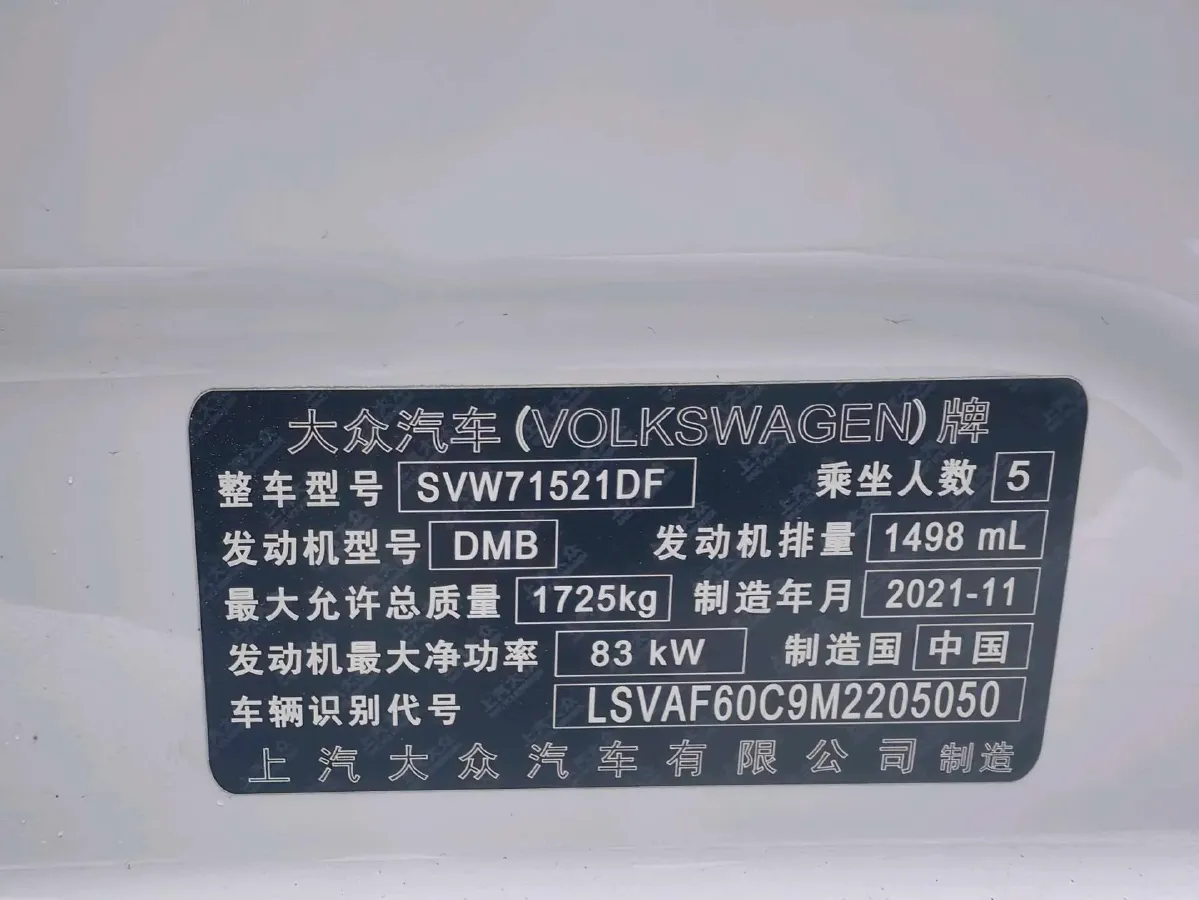 大众汽车(VOLKSWAGEN)牌
整车型号 SVW71521DF 乘坐人数 5
发动机型号 DMB 发动机排量 1498 mL
最大允许总质量 1725kg 制造年月 2021-11
发动机最大净功率 83 kW 制造国 中国
车辆识别代号 LSVAF60C9M2205050
上汽大众汽车有限公司 制造